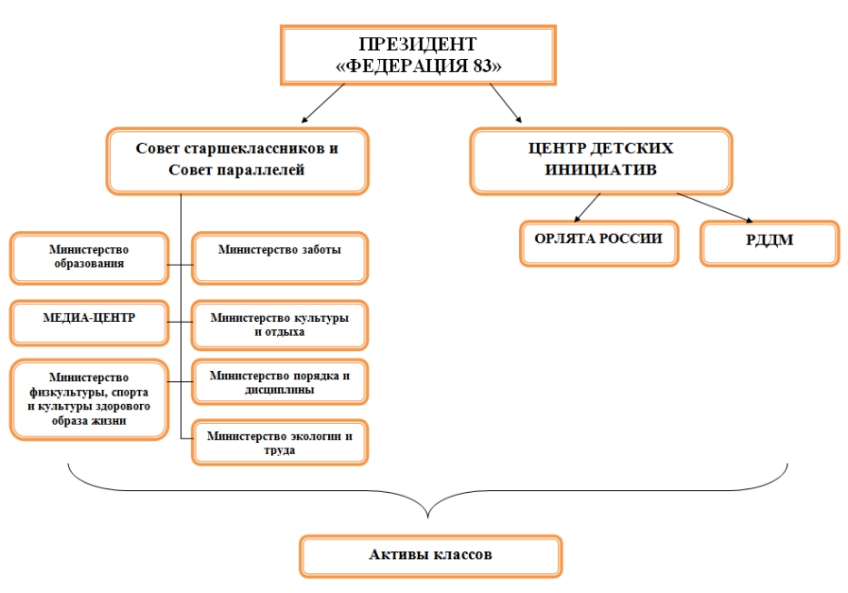 ПРЕЗИДЕНТ
«ФЕДЕРАЦИЯ 83»
Совет старшеклассников и
Совет параллелей
ЦЕНТР ДЕТСКИХ
ИНИЦИАТИВ
ОРЛЯТА РОССИИ
РДДМ
Министерство
образования
Министерство заботы
МЕДИА-ЦЕНТР
Министерство культуры
и отдыха
Министерство
физкультуры, спорта
и культуры здорового
образа жизни
Министерство порядка и
дисциплины
Министерство экологии и
труда
Активы классов